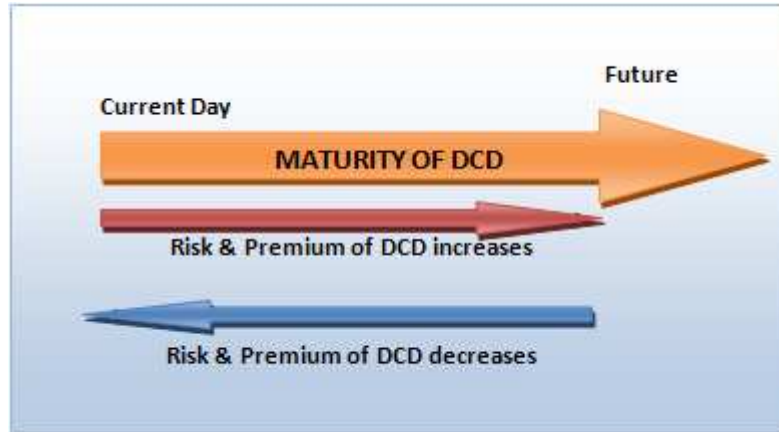 Future
Current Day
MATURITY OF DCD
Risk & Premium of DCD increases
Risk & Premium of DCD decreases